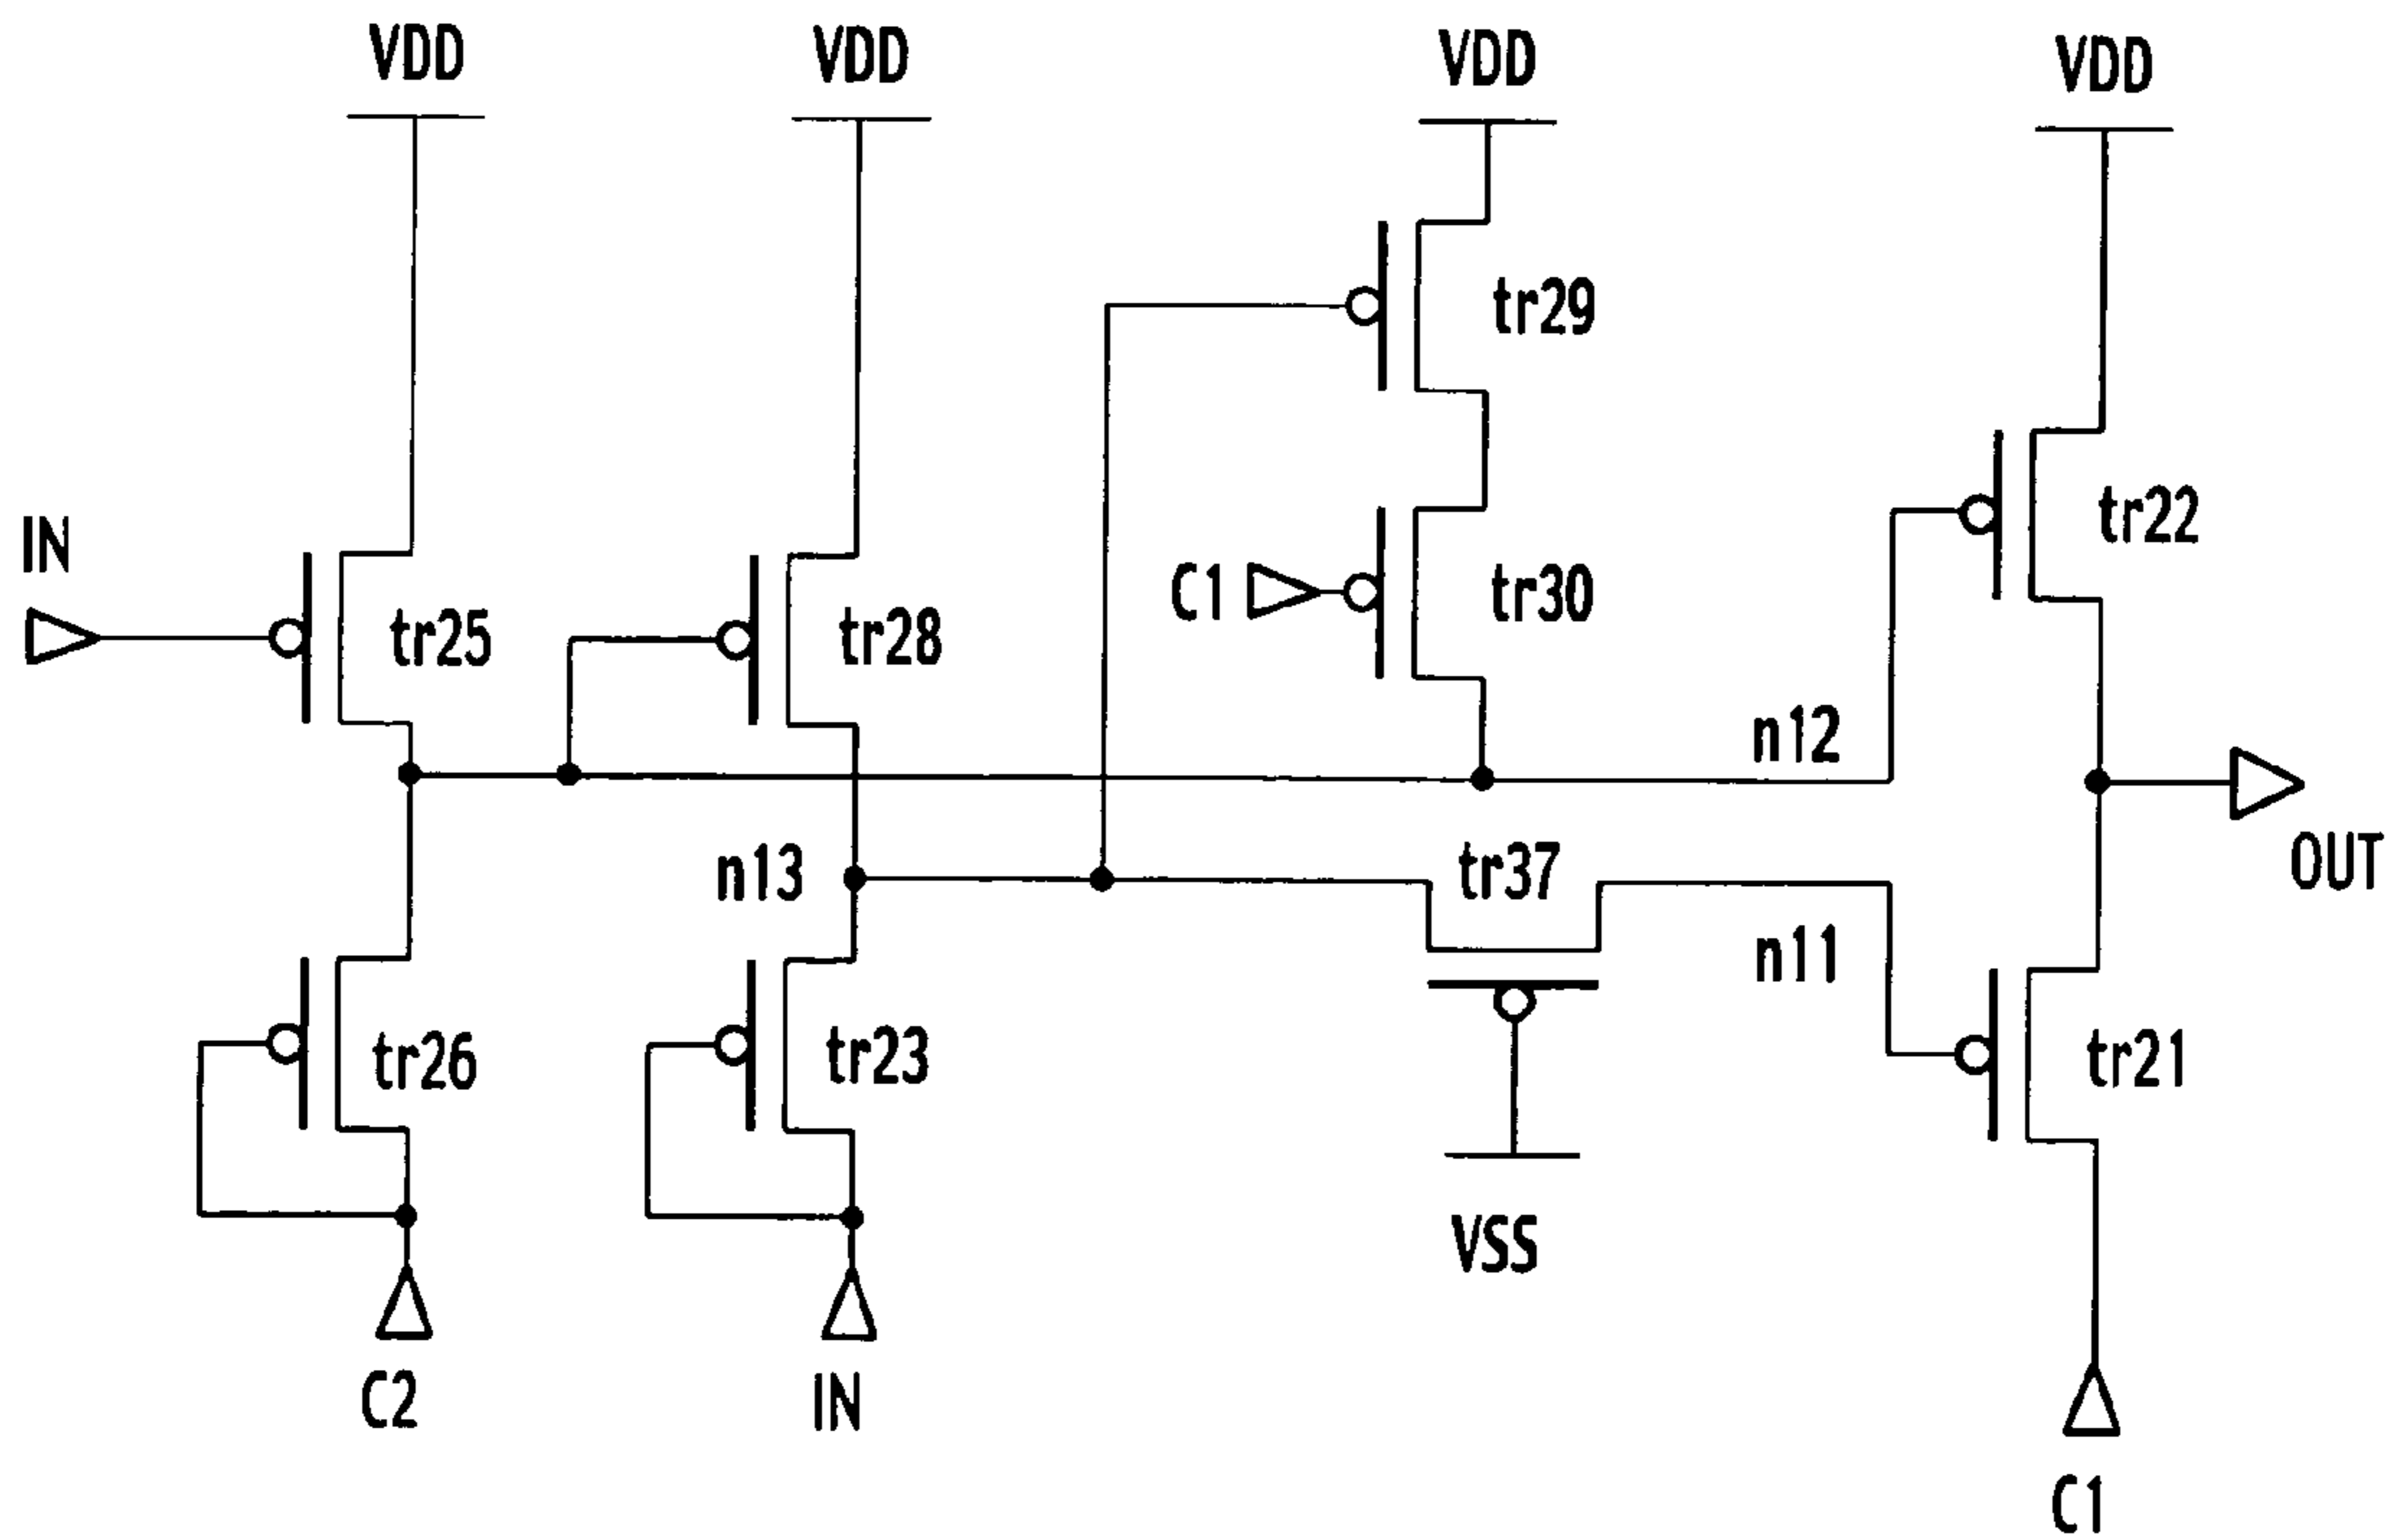 VDD
VDD
VDD
VDD
tr29
IN
tr22
C1
tr30
tr25
tr28
n12
n13
tr37
OUT
n11
tr26
tr23
tr21
VSS
C2
IN
C1